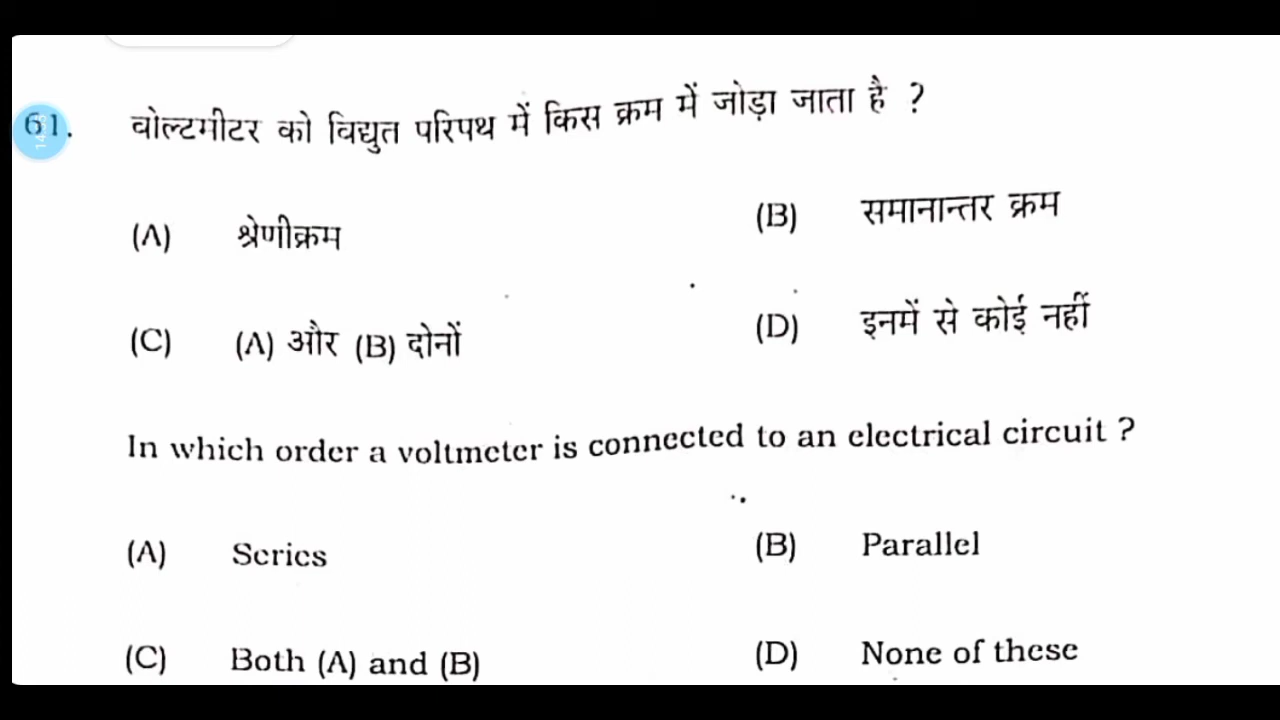 61. वोल्टमीटर को विद्युत परिपथ में किस क्रम में जोड़ा जाता है ?
(A) श्रेणीक्रम (B) समानान्तर क्रम
(C) (A) और (B) दोनों (D) इनमें से कोई नहीं
In which order a voltmeter is connected to an electrical circuit ?
(A) Series (B) Parallel
(C) Both (A) and (B) (D) None of these